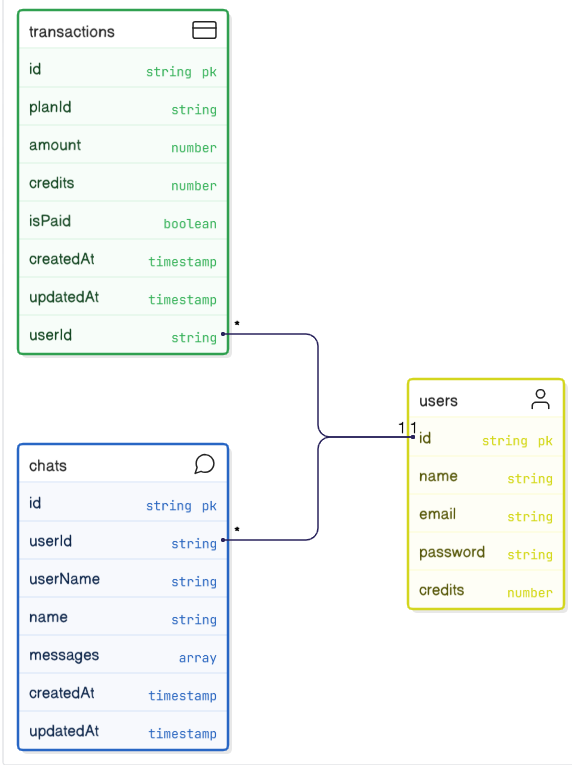 transactions
id string pk
planId string
amount number
credits number
isPaid boolean
createdAt timestamp
updatedAt timestamp
userId string *
users
1 1
id string pk
name string
email string
password string
credits number
chats
id string pk
userId string *
userName string
name string
messages array
createdAt timestamp
updatedAt timestamp